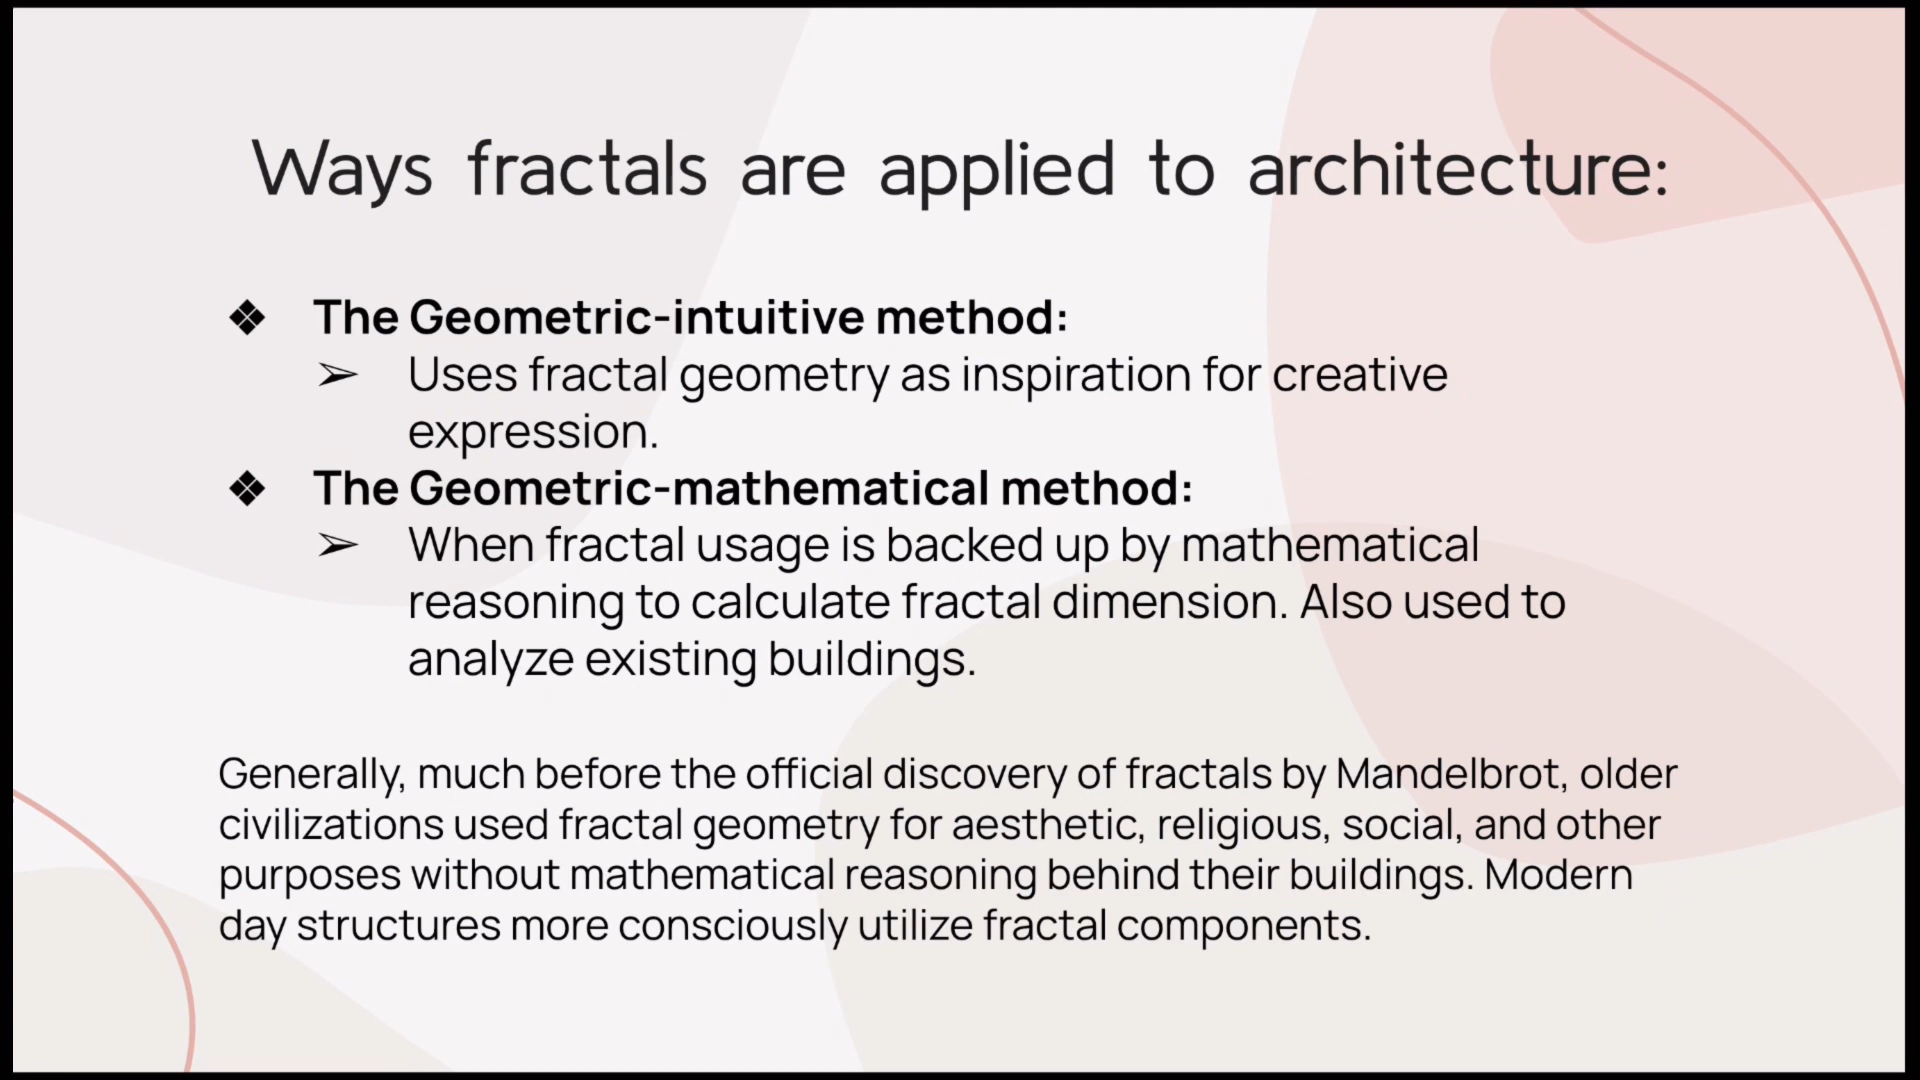 Ways fractals are applied to architecture:
❖ The Geometric-intuitive method:
➢ Uses fractal geometry as inspiration for creative
expression.
❖ The Geometric-mathematical method:
➢ When fractal usage is backed up by mathematical
reasoning to calculate fractal dimension. Also used to
analyze existing buildings.
Generally, much before the official discovery of fractals by Mandelbrot, older
civilizations used fractal geometry for aesthetic, religious, social, and other
purposes without mathematical reasoning behind their buildings. Modern
day structures more consciously utilize fractal components.